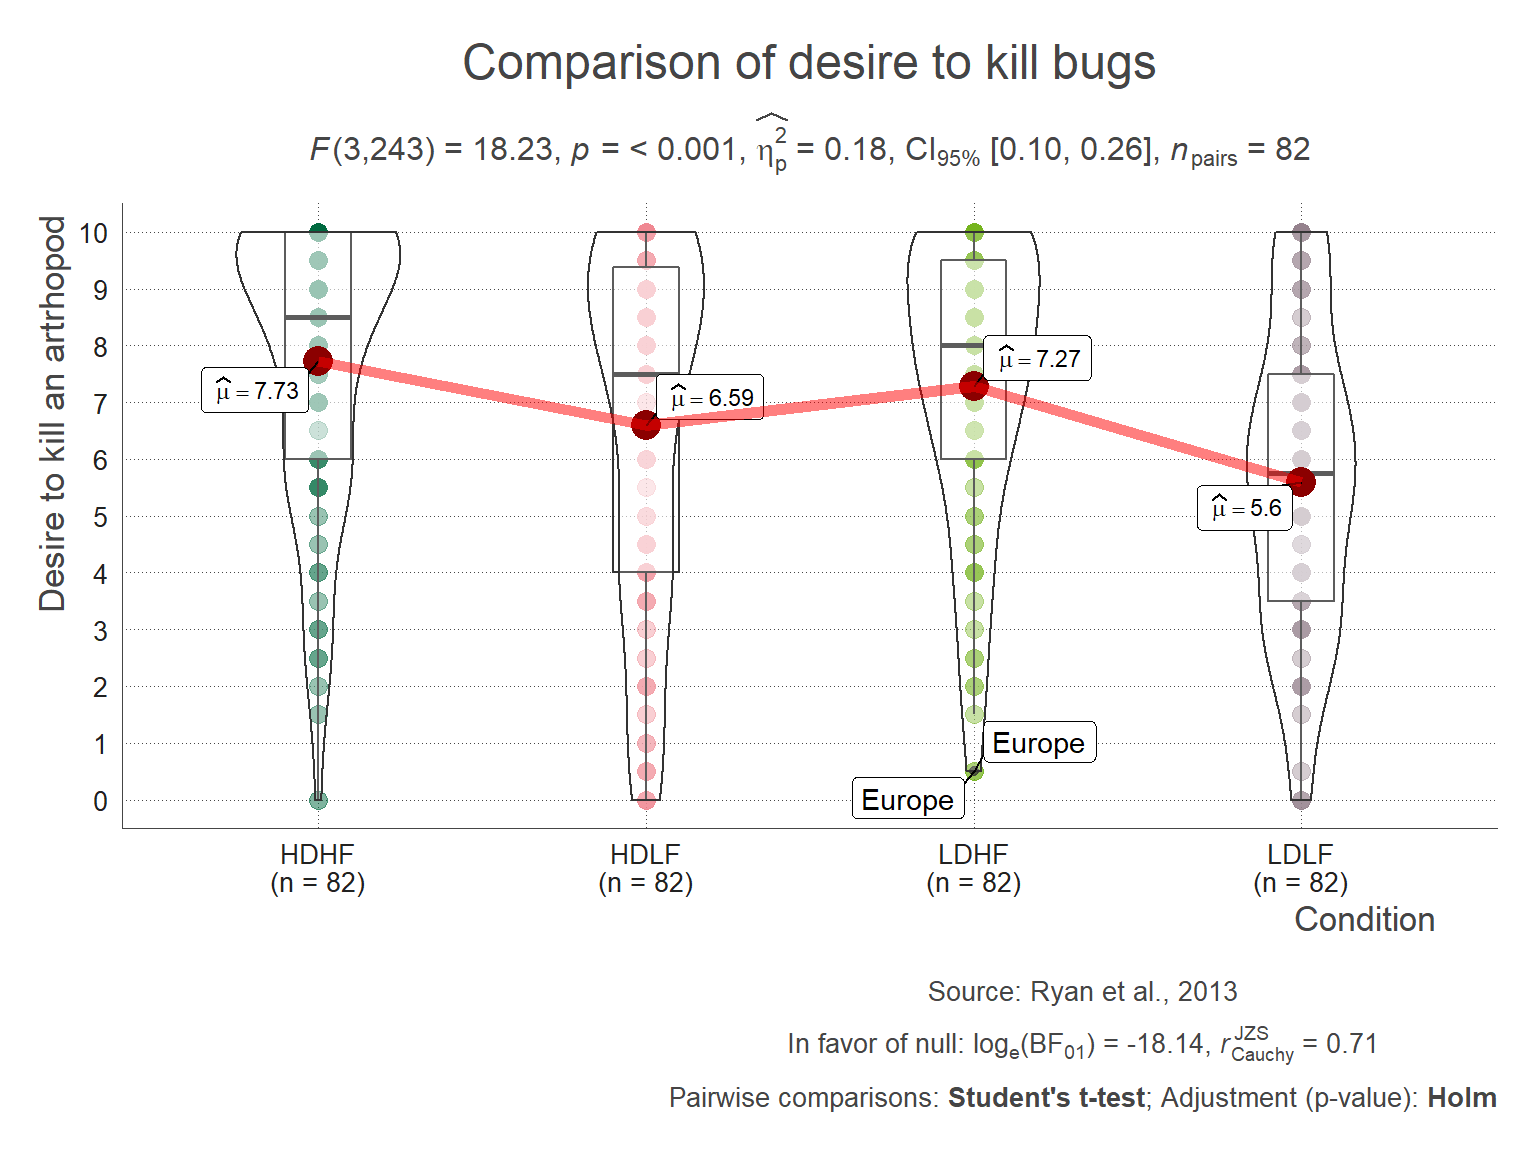 Comparison of desire to kill bugs
F(3,243) = 18.23, p = < 0.001, η̂²ₚ = 0.18, CI95% [0.10, 0.26], npairs = 82
Desire to kill an artrhopod
10
9
8
7
6
5
4
3
2
1
0
μ̂ = 7.73
μ̂ = 6.59
μ̂ = 7.27
μ̂ = 5.6
Europe
Europe
HDHF
(n = 82)
HDLF
(n = 82)
LDHF
(n = 82)
LDLF
(n = 82)
Condition
Source: Ryan et al., 2013
In favor of null: loge(BF01) = -18.14, r JZS Cauchy = 0.71
Pairwise comparisons: Student's t-test; Adjustment (p-value): Holm